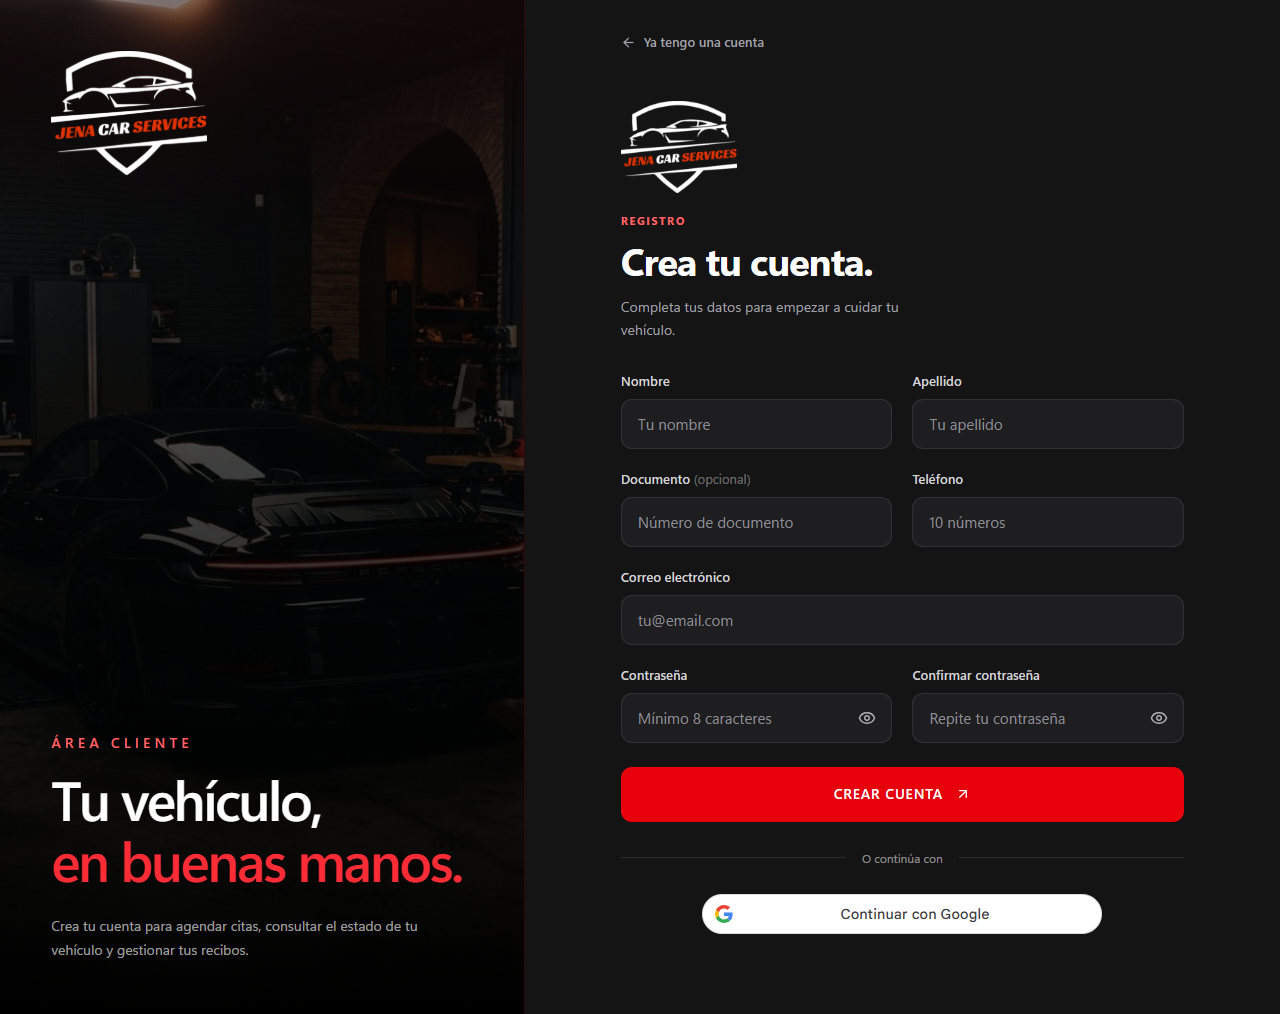 JENA CAR SERVICES
ÁREA CLIENTE
Tu vehículo,
en buenas manos.
Crea tu cuenta para agendar citas, consultar el estado de tu
vehículo y gestionar tus recibos.
Ya tengo una cuenta
JENA CAR SERVICES
REGISTRO
Crea tu cuenta.
Completa tus datos para empezar a cuidar tu
vehículo.
Nombre
Apellido
Tu nombre
Tu apellido
Documento (opcional)
Teléfono
Número de documento
10 números
Correo electrónico
tu@email.com
Contraseña
Confirmar contraseña
Mínimo 8 caracteres
Repite tu contraseña
CREAR CUENTA
O continúa con
Continuar con Google